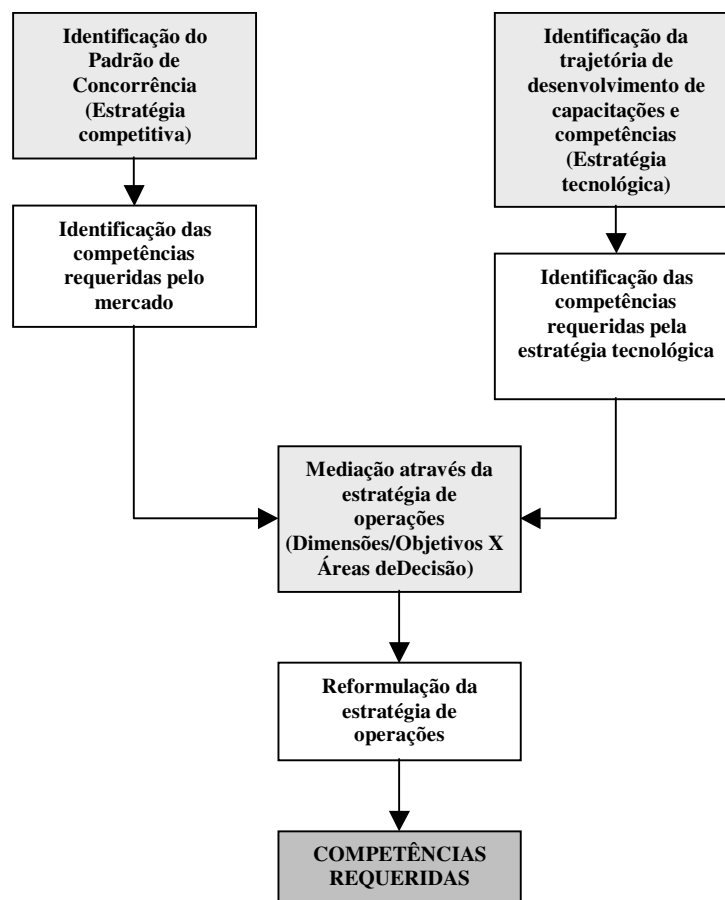 Identificação do
Padrão de
Concorrência
(Estratégia
competitiva)
Identificação das
competências
requeridas pelo
mercado
Identificação da
trajetória de
desenvolvimento de
capacitações e
competências
(Estratégia
tecnológica)
Identificação das
competências
requeridas pela
estratégia tecnológica
Mediação através da
estratégia de
operações
(Dimensões/Objetivos X
Áreas deDecisão)
Reformulação da
estratégia de
operações
COMPETÊNCIAS
REQUERIDAS